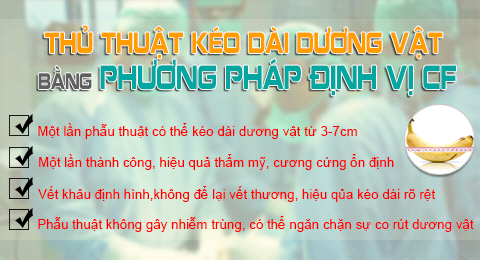 THỦ THUẬT KÉO DÀI DƯƠNG VẬT
BẰNG PHƯƠNG PHÁP ĐỊNH VỊ CF
Một lần phẫu thuật có thể kéo dài dương vật từ 3-7cm
Một lần thành công, hiệu quả thẩm mỹ, cương cứng ổn định
Vết khâu định hình,không để lại vết thương, hiệu qủa kéo dài rõ rệt
Phẫu thuật không gây nhiễm trùng, có thể ngăn chặn sự co rút dương vật